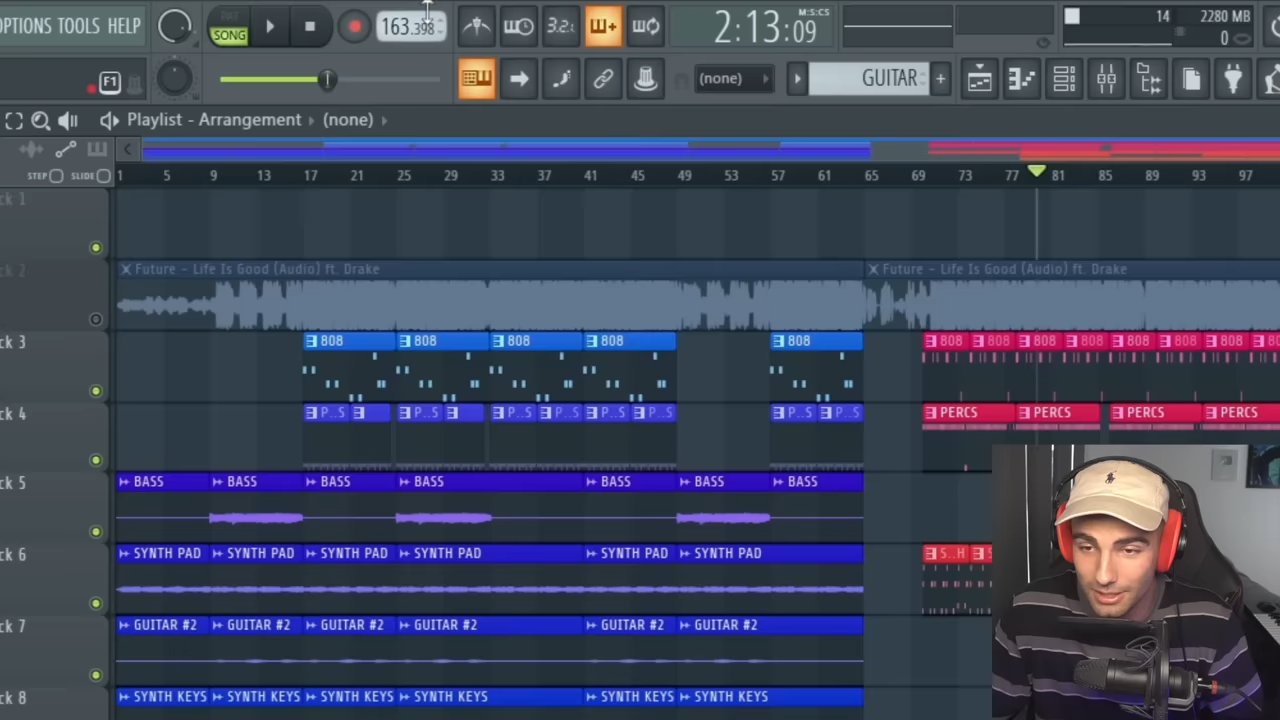 OPTIONS TOOLS HELP
PAT
SONG
163.398
3.2.
2:13:09
M:S:CS
14
2280 MB
0
F1
(none)
GUITAR
Playlist - Arrangement
(none)
STEP
SLIDE
1 5 9 13 17 21 25 29 33 37 41 45 49 53 57 61 65 69 73 77 81 85 89 93 97
ck 1
ck 2
Future - Life Is Good (Audio) ft. Drake
Future - Life Is Good (Audio) ft. Drake
ck 3
808 808 808 808 808 808 808 808 808 808 808 808 808
ck 4
P..S P..S P..S P..S P..S P..S P..S P..S PERCS PERCS PERCS PERCS
ck 5
BASS BASS BASS BASS BASS BASS BASS
ck 6
SYNTH PAD SYNTH PAD SYNTH PAD SYNTH PAD SYNTH PAD SYNTH PAD S..H
ck 7
GUITAR #2 GUITAR #2 GUITAR #2 GUITAR #2 GUITAR #2 GUITAR #2
ck 8
SYNTH KEYS SYNTH KEYS SYNTH KEYS SYNTH KEYS SYNTH KEYS SYNTH KEYS